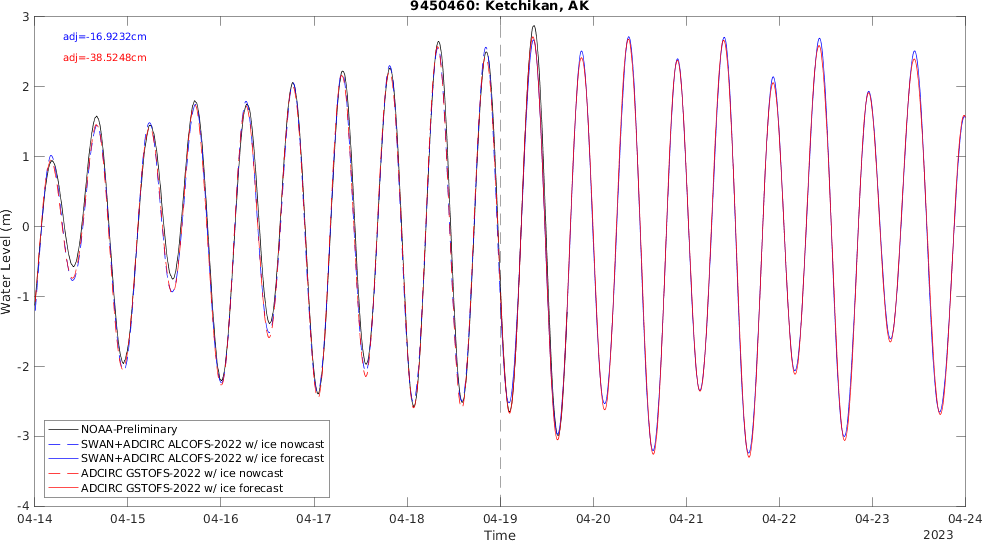 9450460: Ketchikan, AK
adj=-16.9232cm
adj=-38.5248cm
Water Level (m)
3
2
1
0
-1
-2
-3
-4
NOAA-Preliminary
SWAN+ADCIRC ALCOFS-2022 w/ ice nowcast
SWAN+ADCIRC ALCOFS-2022 w/ ice forecast
ADCIRC GSTOFS-2022 w/ ice nowcast
ADCIRC GSTOFS-2022 w/ ice forecast
04-14 04-15 04-16 04-17 04-18 04-19 04-20 04-21 04-22 04-23 04-24
Time
2023